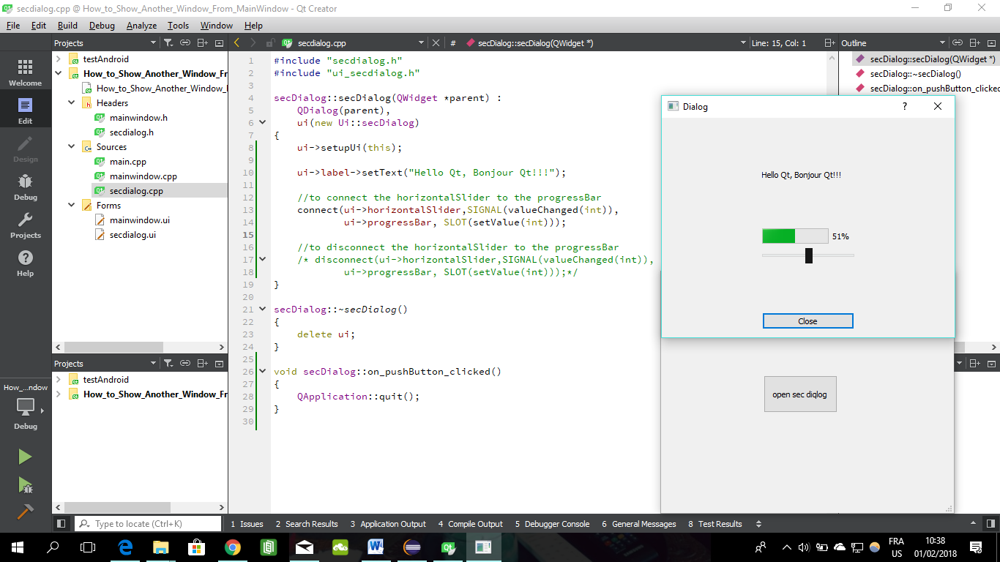 secdialog.cpp @ How_to_Show_Another_Window_From_MainWindow - Qt Creator
File Edit Build Debug Analyze Tools Window Help
Projects
secdialog.cpp
#
secDialog::secDialog(QWidget *)
Line: 15, Col: 1
Outline
Welcome
Edit
Design
Debug
Projects
Help
How_...ndow
Debug
testAndroid
How_to_Show_Another_Window_Fr
How_to_Show_Another_Window_
Headers
mainwindow.h
secdialog.h
Sources
main.cpp
mainwindow.cpp
secdialog.cpp
Forms
mainwindow.ui
secdialog.ui
Projects
testAndroid
How_to_Show_Another_Window_Fr
1 #include "secdialog.h"
2 #include "ui_secdialog.h"
3
4 secDialog::secDialog(QWidget *parent) :
5 QDialog(parent),
6 ui(new Ui::secDialog)
7 {
8 ui->setupUi(this);
9
10 ui->label->setText("Hello Qt, Bonjour Qt!!!");
11
12 //to connect the horizontalSlider to the progressBar
13 connect(ui->horizontalSlider,SIGNAL(valueChanged(int)),
14 ui->progressBar, SLOT(setValue(int)));
15
16 //to disconnect the horizontalSlider to the progressBar
17 /* disconnect(ui->horizontalSlider,SIGNAL(valueChanged(int)),
18 ui->progressBar, SLOT(setValue(int)));*/
19 }
20
21 secDialog::~secDialog()
22 {
23 delete ui;
24 }
25
26 void secDialog::on_pushButton_clicked()
27 {
28 QApplication::quit();
29 }
30
secDialog::secDialog(QWidget *)
secDialog::~secDialog()
secDialog::on_pushButton_clicked
Dialog
?
Hello Qt, Bonjour Qt!!!
51%
Close
open sec diqlog
Type to locate (Ctrl+K)
1 Issues 2 Search Results 3 Application Output 4 Compile Output 5 Debugger Console 6 General Messages 8 Test Results
FRA
US
10:38
01/02/2018